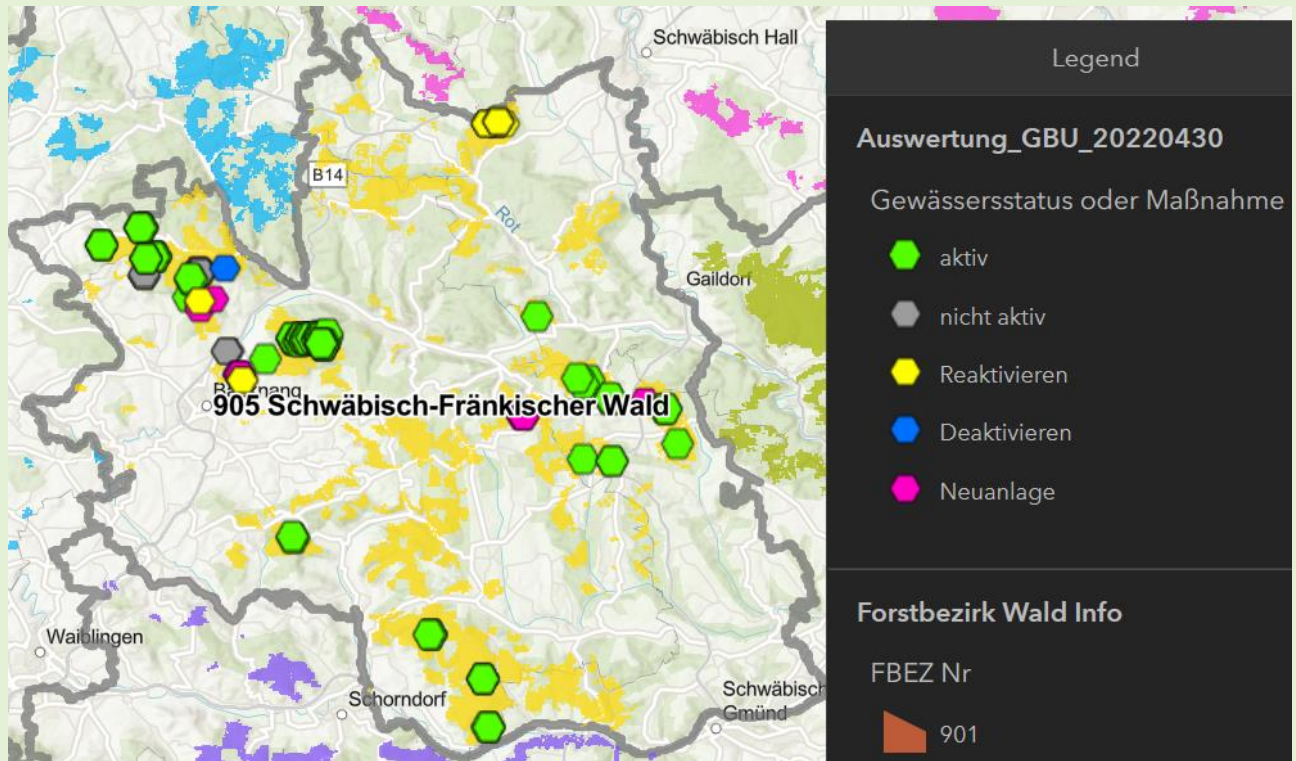 Schwäbisch Hall
B14
Rot
Gaildorf
Backnang
905 Schwäbisch-Fränkischer Wald
Waiblingen
Schorndorf
Schwäbisch
Gmünd
Legend
Auswertung_GBU_20220430
Gewässersstatus oder Maßnahme
aktiv
nicht aktiv
Reaktivieren
Deaktivieren
Neuanlage
Forstbezirk Wald Info
FBEZ Nr
901